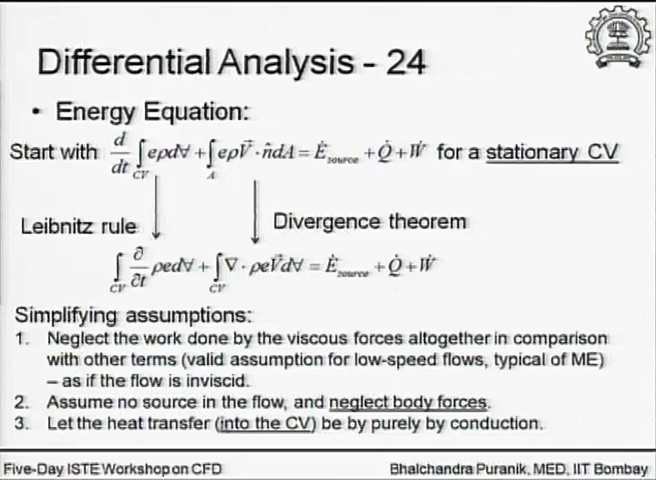 Differential Analysis - 24
• Energy Equation:
Start with d/dt ∫_CV eρd∀ + ∫_A eρV⃗·n̂dA = Ė_source + Q̇ + Ẇ for a stationary CV
Leibnitz rule
Divergence theorem
∫_CV ∂/∂t ρed∀ + ∫_CV ∇·ρeV⃗d∀ = Ė_source + Q̇ + Ẇ
Simplifying assumptions:
1. Neglect the work done by the viscous forces altogether in comparison
with other terms (valid assumption for low-speed flows, typical of ME)
– as if the flow is inviscid.
2. Assume no source in the flow, and neglect body forces.
3. Let the heat transfer (into the CV) be by purely by conduction.
Five-Day ISTE Workshop on CFD
Bhalchandra Puranik, MED, IIT Bombay